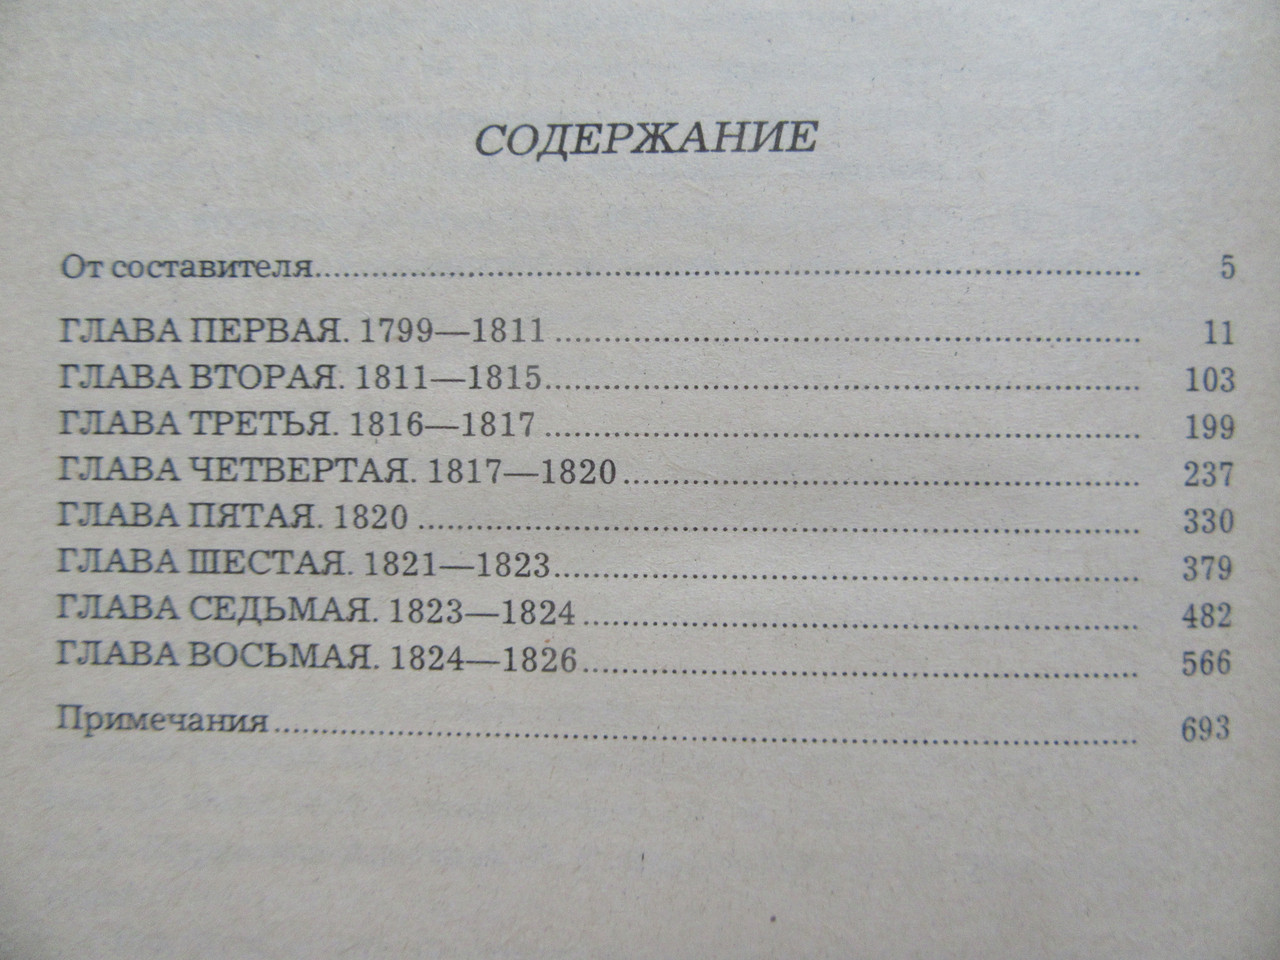 СОДЕРЖАНИЕ
От составителя.......... 5
ГЛАВА ПЕРВАЯ. 1799—1811 .......... 11
ГЛАВА ВТОРАЯ. 1811—1815.......... 103
ГЛАВА ТРЕТЬЯ. 1816—1817 .......... 199
ГЛАВА ЧЕТВЕРТАЯ. 1817—1820 .......... 237
ГЛАВА ПЯТАЯ. 1820 .......... 330
ГЛАВА ШЕСТАЯ. 1821—1823.......... 379
ГЛАВА СЕДЬМАЯ. 1823—1824 .......... 482
ГЛАВА ВОСЬМАЯ. 1824—1826 .......... 566
Примечания .......... 693